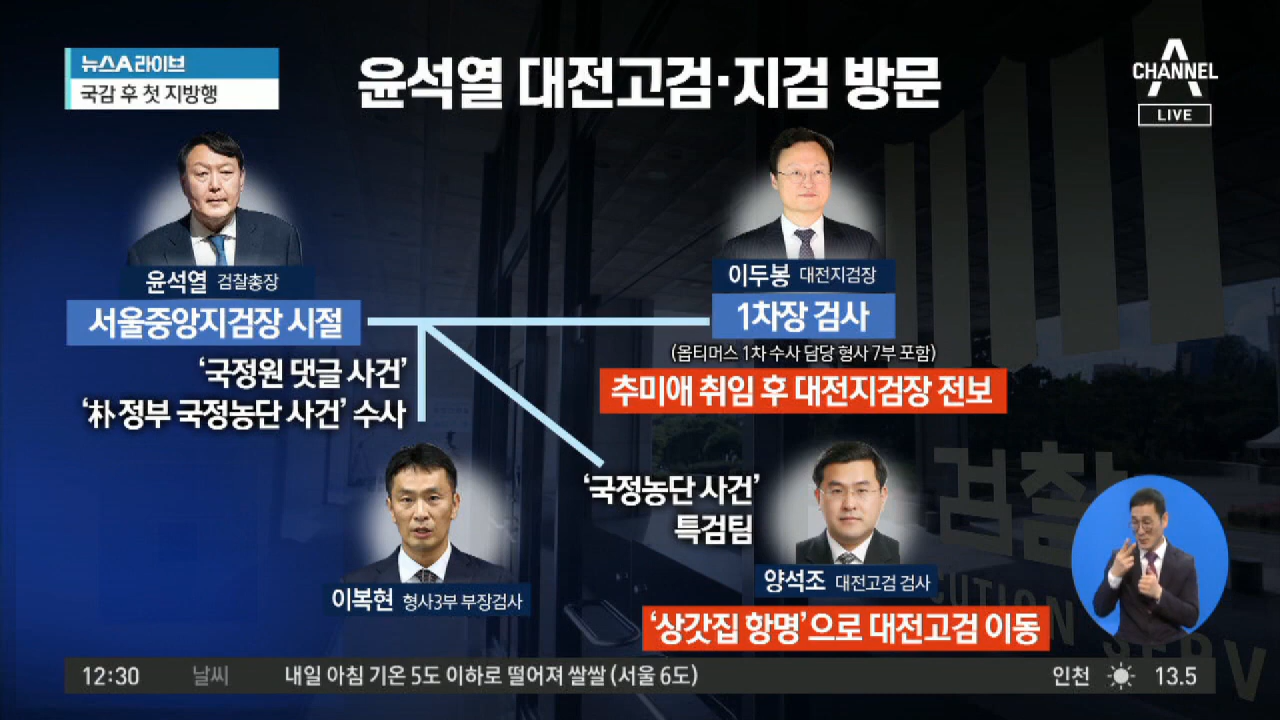 뉴스A라이브
국감 후 첫 지방행
윤석열 대전고검·지검 방문
CHANNEL A
LIVE
윤석열 검찰총장
서울중앙지검장 시절
이두봉 대전지검장
1차장 검사
(옵티머스 1차 수사 담당 형사 7부 포함)
추미애 취임 후 대전지검장 전보
‘국정원 댓글 사건’
‘朴 정부 국정농단 사건’ 수사
이복현 형사3부 부장검사
‘국정농단 사건’
특검팀
양석조 대전고검 검사
‘상갓집 항명’으로 대전고검 이동
검찰
CUTION
SERV
12:30 날씨 내일 아침 기온 5도 이하로 떨어져 쌀쌀 (서울 6도) 인천 13.5